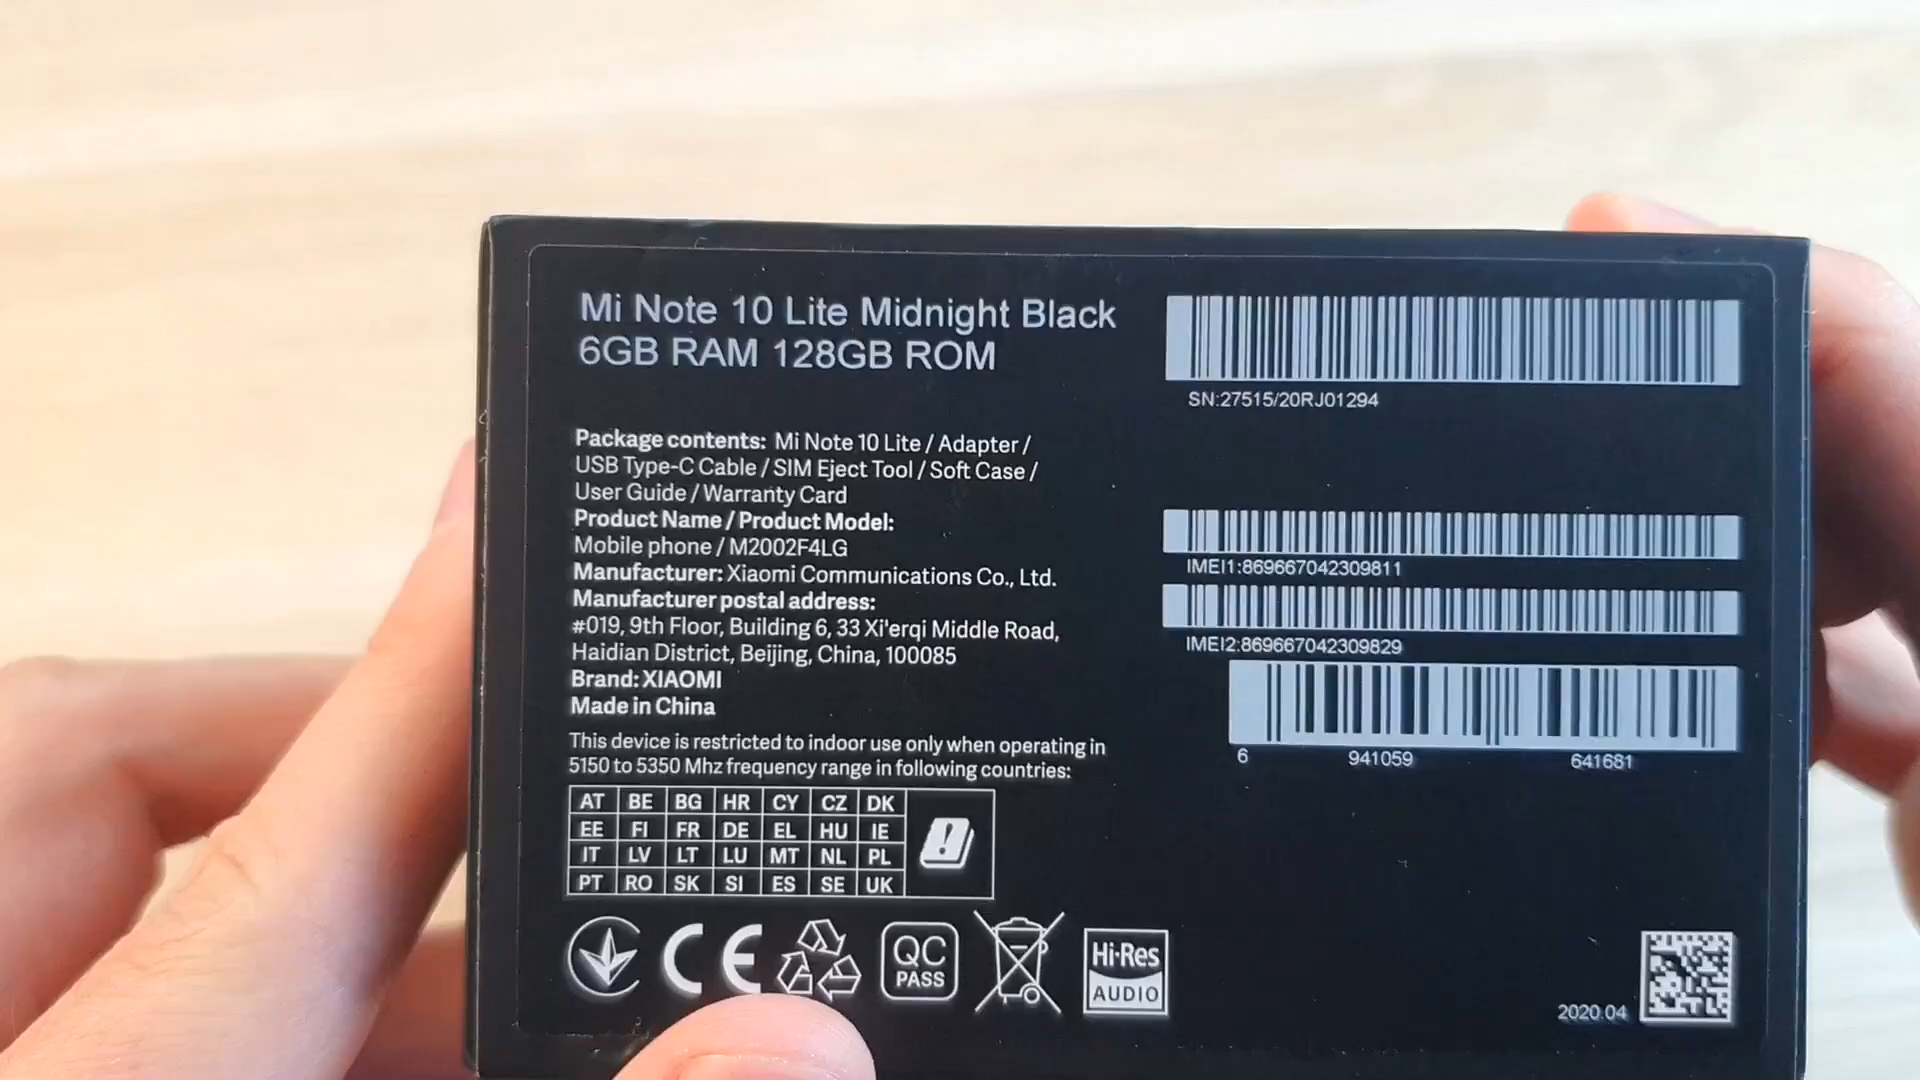 Mi Note 10 Lite Midnight Black
6GB RAM 128GB ROM
SN:27515/20RJ01294
Package contents: Mi Note 10 Lite / Adapter /
USB Type-C Cable / SIM Eject Tool / Soft Case /
User Guide / Warranty Card
Product Name / Product Model:
Mobile phone / M2002F4LG
Manufacturer: Xiaomi Communications Co., Ltd.
Manufacturer postal address:
#019, 9th Floor, Building 6, 33 Xi'erqi Middle Road,
Haidian District, Beijing, China, 100085
Brand: XIAOMI
Made in China
IMEI1:869667042309811
IMEI2:869667042309829
6 941059 641681
This device is restricted to indoor use only when operating in
5150 to 5350 Mhz frequency range in following countries:
AT BE BG HR CY CZ DK
EE FI FR DE EL HU IE
IT LV LT LU MT NL PL
PT RO SK SI ES SE UK
CE
QC
PASS
Hi-Res
AUDIO
2020.04